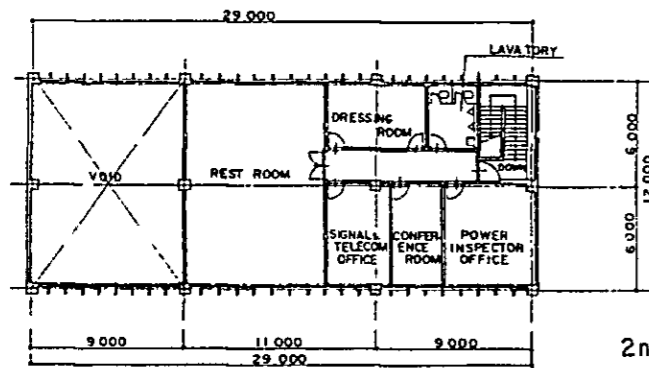 29.000
LAVATORY
DRESSING
ROOM
VOID
REST ROOM
DOWN
6.000
12.000
6.000
SIGNAL &
TELECOM
OFFICE
CONFER-
ENCE
ROOM
POWER
INSPECTOR
OFFICE
9 000
11 000
9 000
29.000
2n